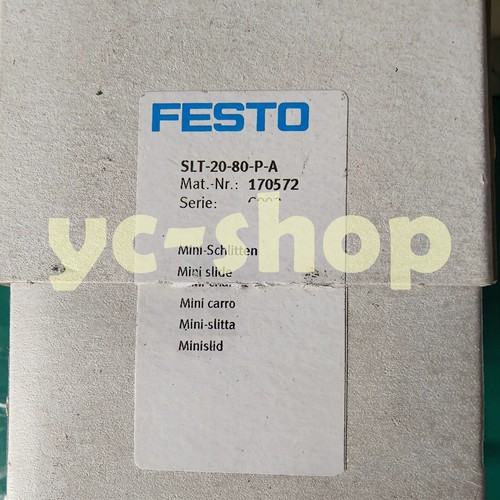 FESTO
SLT-20-80-P-A
Mat.-Nr.: 170572
Serie:
yc-shop
Mini-Schlitten
Mini slide
Mini carro
Mini-slitta
Minislid